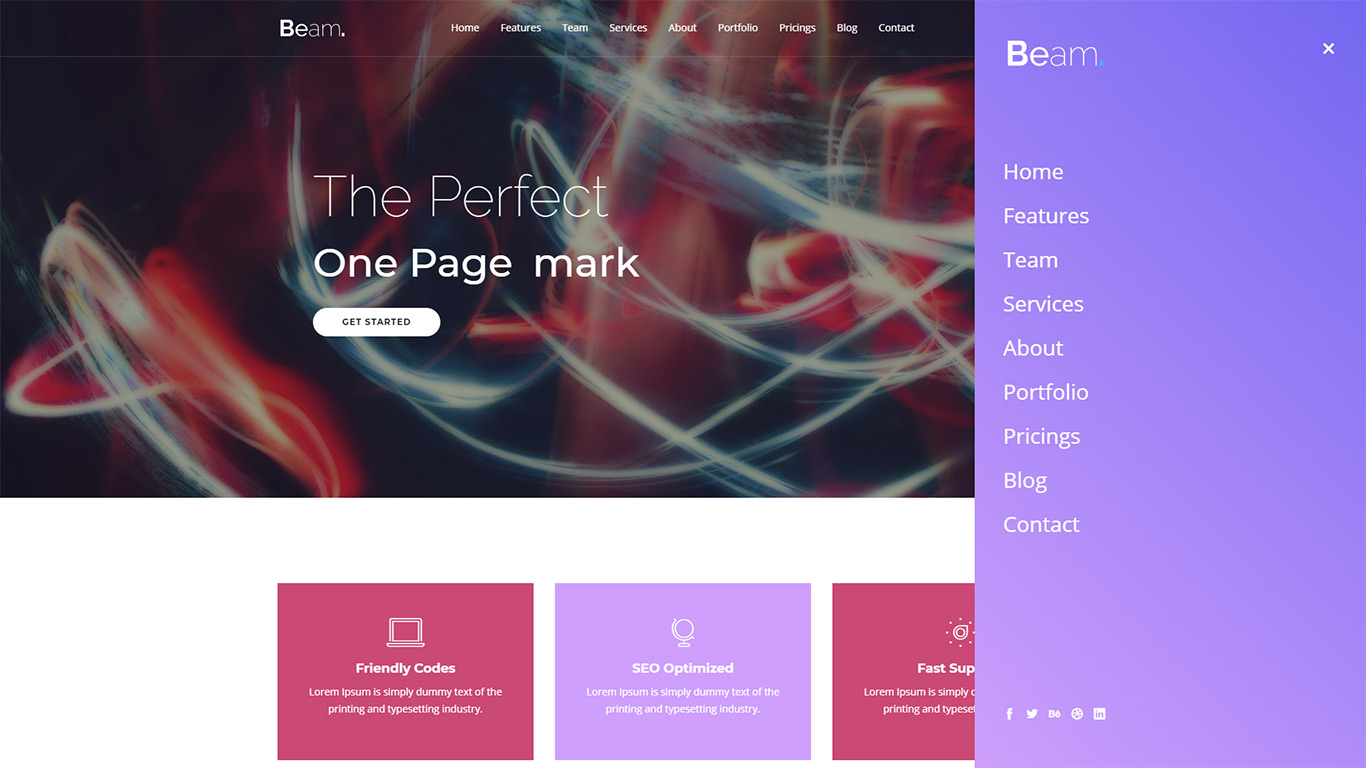 Beam.
Home Features Team Services About Portfolio Pricings Blog Contact
The Perfect
One Page mark
GET STARTED
Friendly Codes
Lorem Ipsum is simply dummy text of the
printing and typesetting industry.
SEO Optimized
Lorem Ipsum is simply dummy text of the
printing and typesetting industry.
Fast Sup
Lorem Ipsum is simply
printing and typeset
Beam.
Home
Features
Team
Services
About
Portfolio
Pricings
Blog
Contact